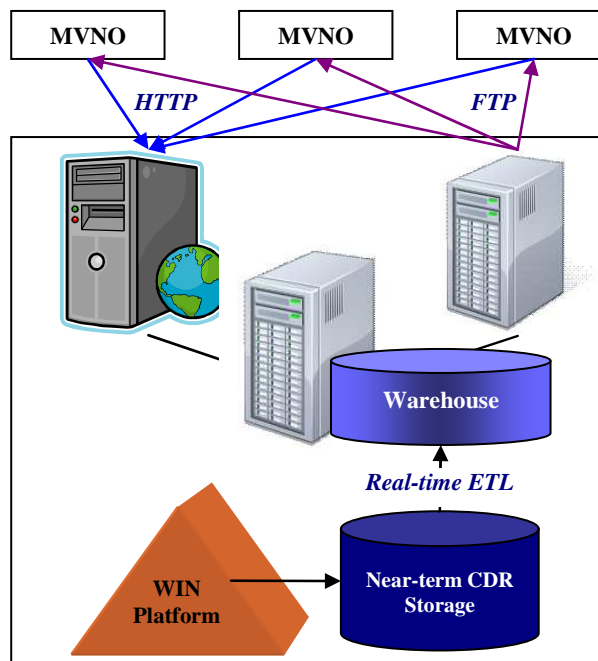 MVNO
MVNO
MVNO
HTTP
FTP
Warehouse
Real-time ETL
WIN
Platform
Near-term CDR
Storage